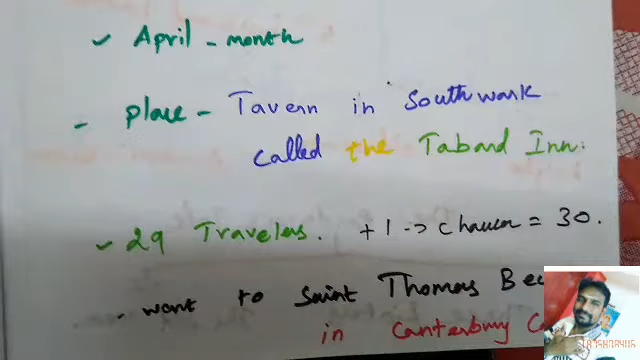 ✓ April - month
- place - Tavern in Southwark
called the Tabard Inn.
✓ 29 Travelers. + 1 -> Chaucer = 30.
- want to Saint Thomas
in Canterbury